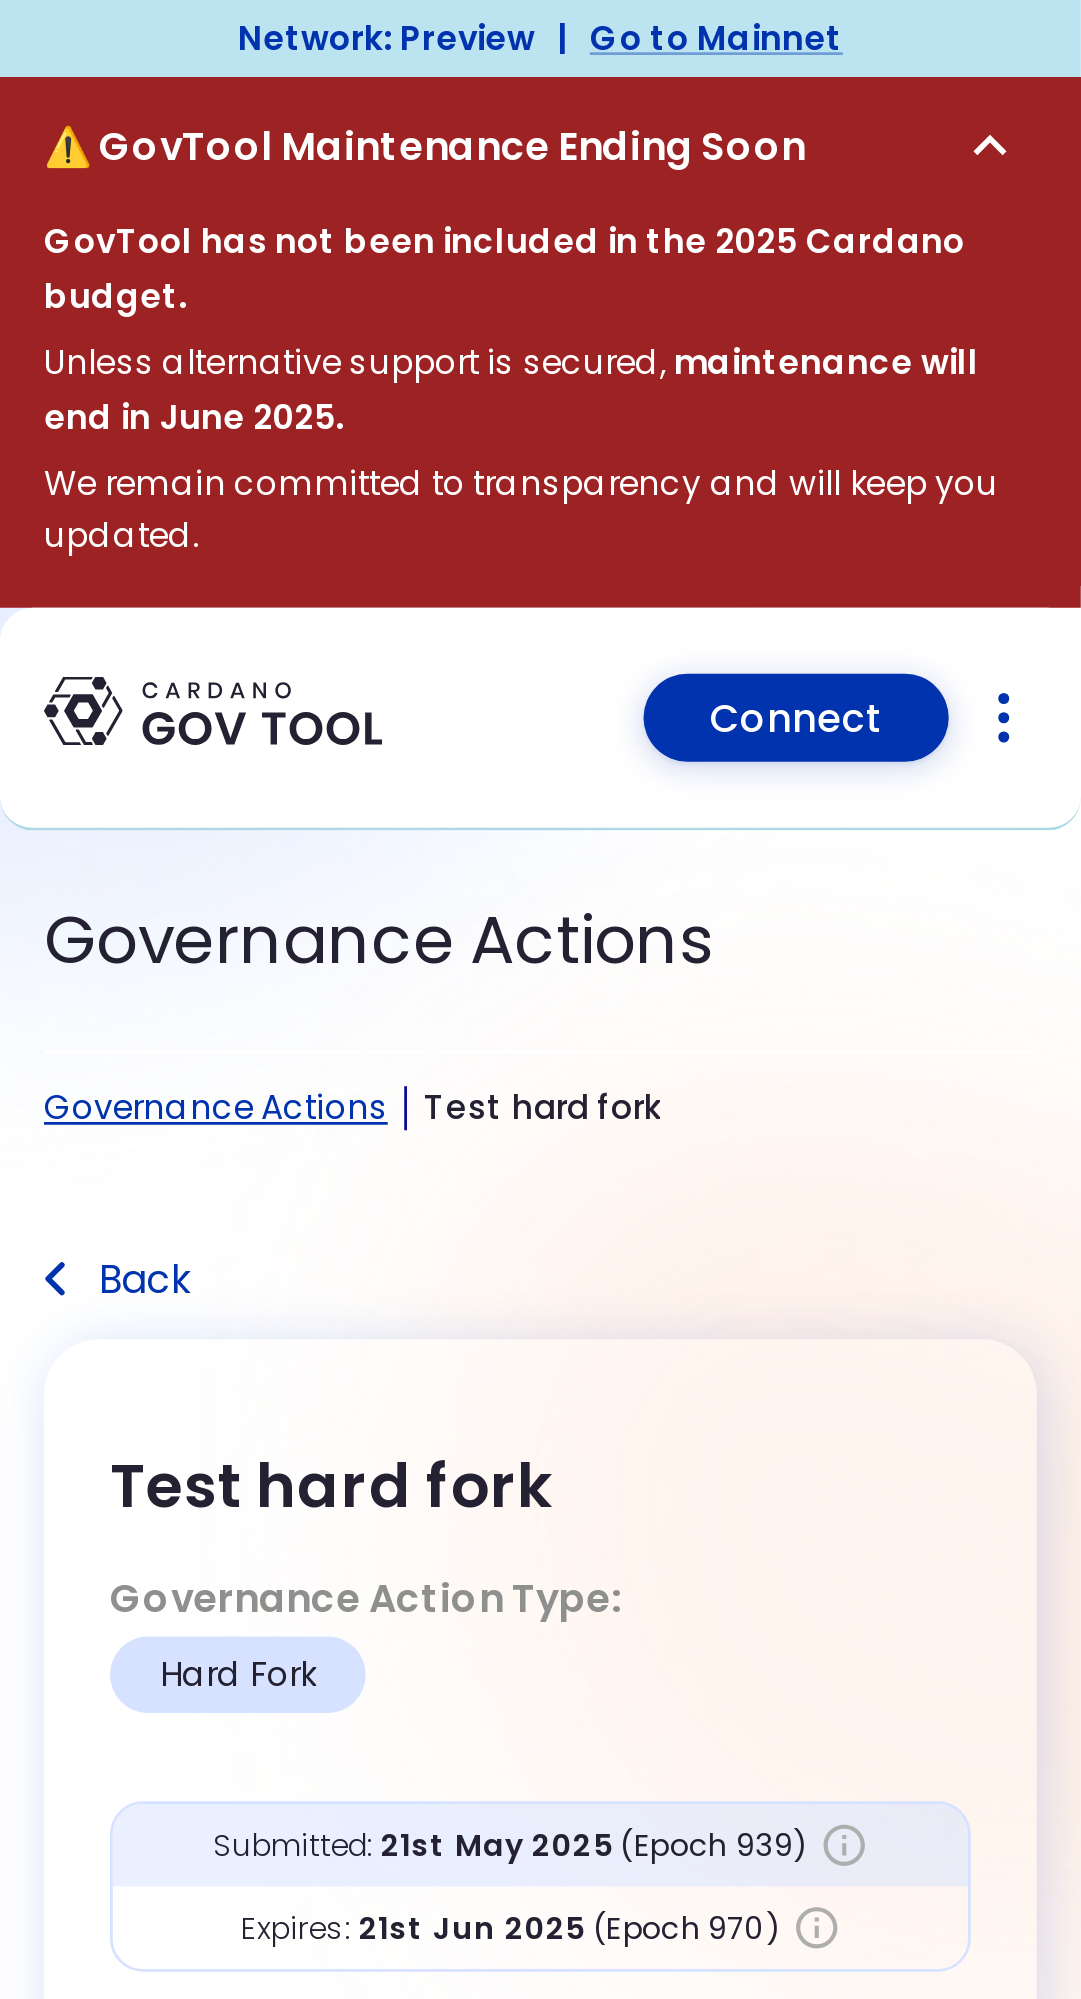 Network: Preview | Go to Mainnet
⚠️ GovTool Maintenance Ending Soon
GovTool has not been included in the 2025 Cardano
budget.
Unless alternative support is secured, maintenance will
end in June 2025.
We remain committed to transparency and will keep you
updated.
CARDANO
GOV TOOL
Connect
Governance Actions
Governance Actions | Test hard fork
Back
Test hard fork
Governance Action Type:
Hard Fork
Submitted: 21st May 2025 (Epoch 939)
Expires: 21st Jun 2025 (Epoch 970)